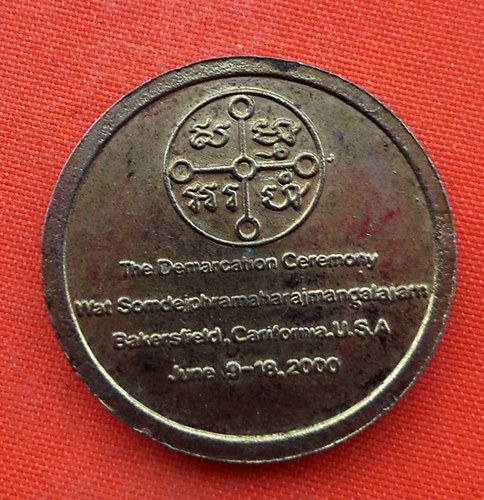 The Demarcation Ceremony
Wat Somdejphramaharajmangalajarn
Bakersfield, California, U.S.A
June 9-18, 2000